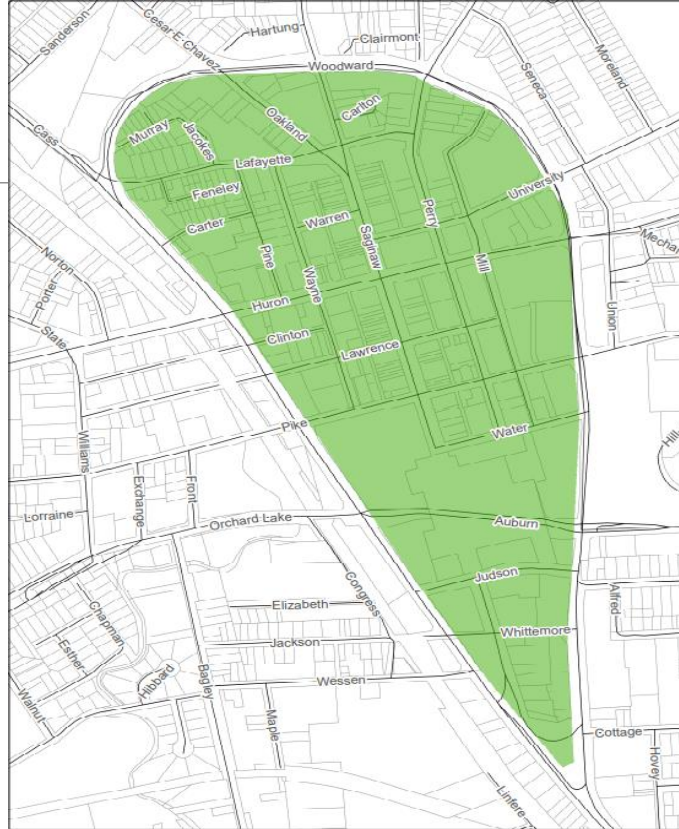 Sanderson
Cesar E Chavez
Hartung
Clairmont
Moreland
Seneca
Woodward
Cass
Murray
Jacokes
Oakland
Carlton
Lafayette
Feneley
University
Carter
Warren
Perry
Saginaw
Mill
Pine
Wayne
Norton
Porter
State
Huron
Union
Clinton
Lawrence
Pike
Water
Williams
Exchange
Front
Lorraine
Orchard Lake
Auburn
Judson
Congress
Elizabeth
Alfred
Chapman
Esther
Jackson
Whittemore
Hibbard
Bagley
Wessen
Walnut
Maple
Cottage
Hovey
Linfere